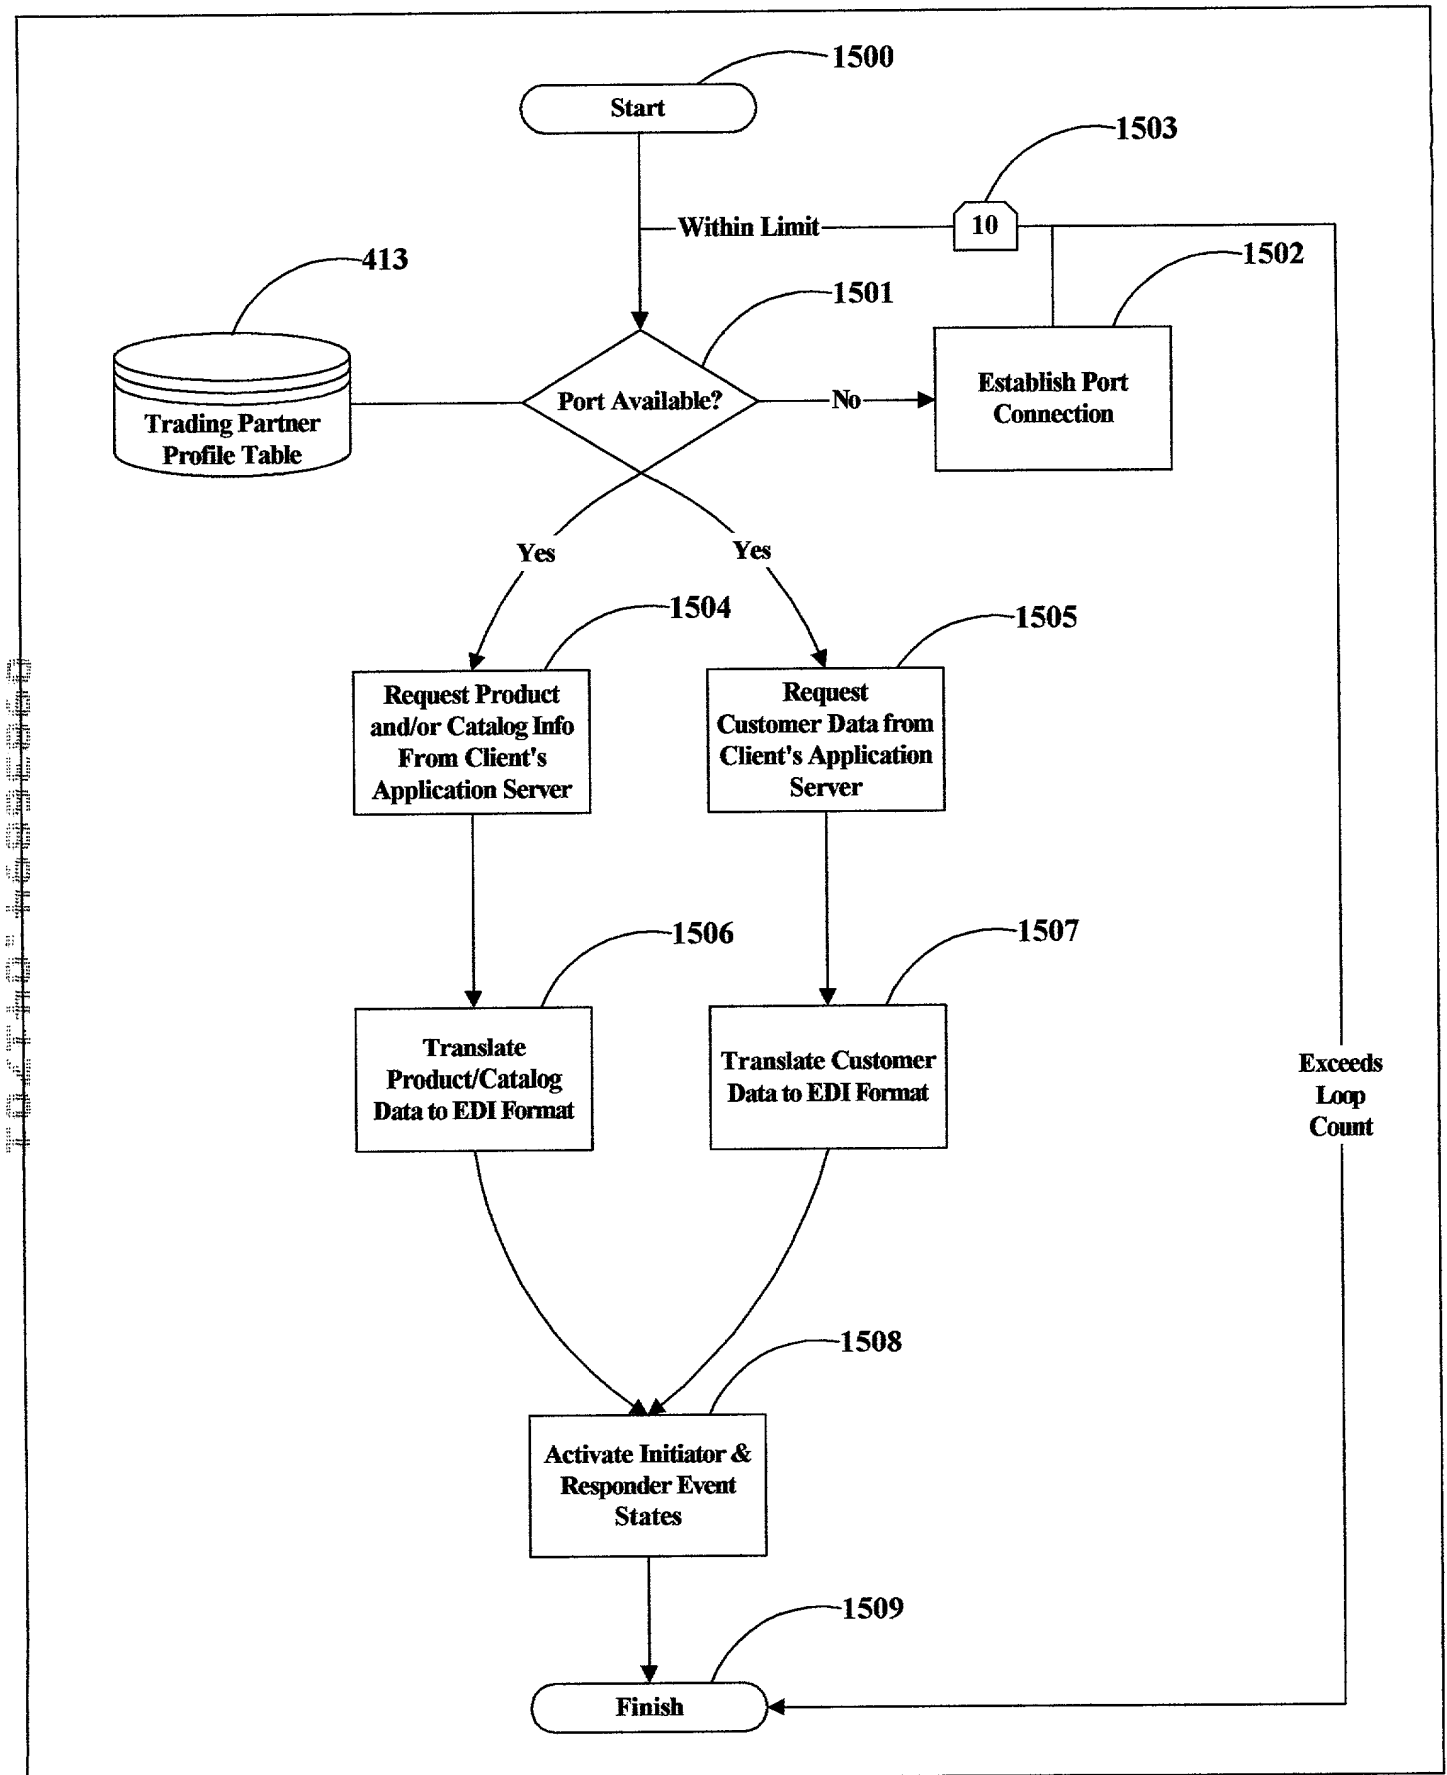 1500
Start
1503
Within Limit
10
413
1502
1501
Trading Partner
Profile Table
Port Available?
No
Establish Port
Connection
Yes
Yes
1504
1505
Request Product
and/or Catalog Info
From Client's
Application Server
Request
Customer Data from
Client's Application
Server
1506
1507
Translate
Product/Catalog
Data to EDI Format
Translate Customer
Data to EDI Format
Exceeds
Loop
Count
1508
Activate Initiator &
Responder Event
States
1509
Finish